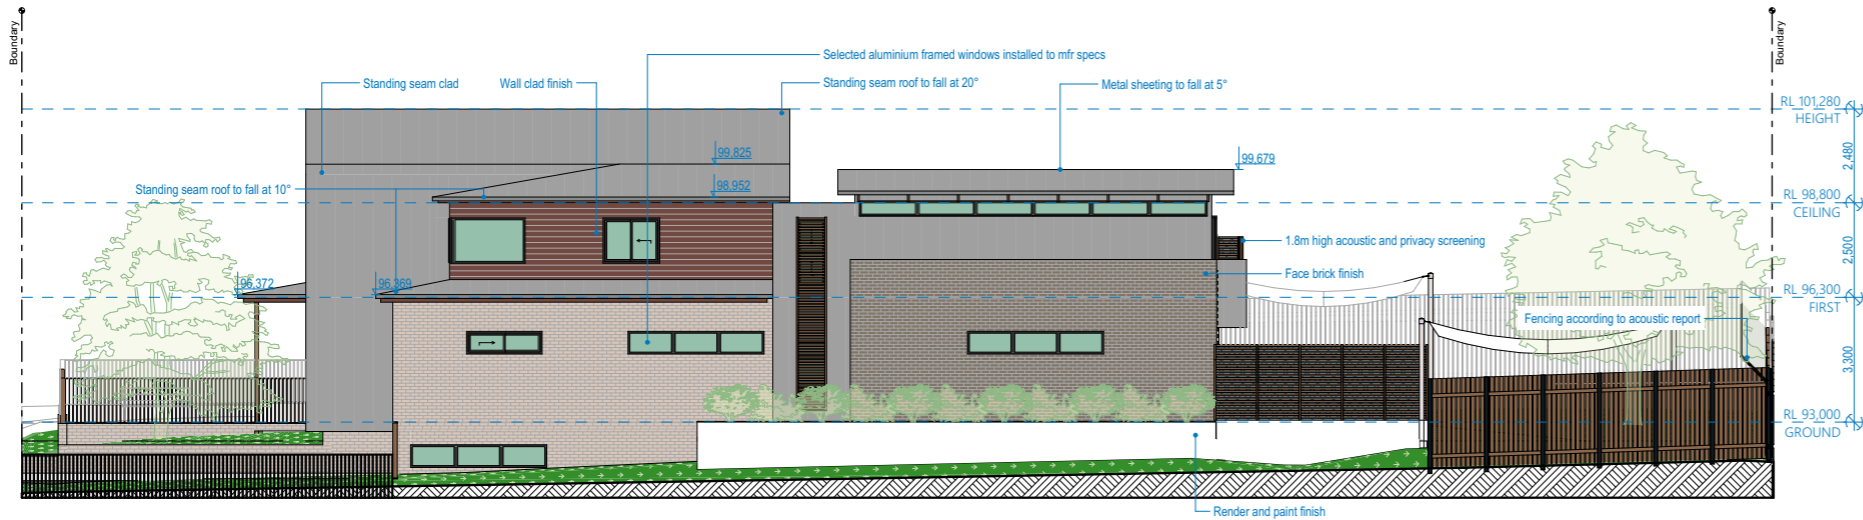 Boundary
Boundary
Selected aluminium framed windows installed to mfr specs
Standing seam clad
Wall clad finish
Standing seam roof to fall at 20°
Metal sheeting to fall at 5°
RL 101,280
HEIGHT
2,480
99,825
99,679
98,952
Standing seam roof to fall at 10°
RL 98,800
CEILING
2,500
1.8m high acoustic and privacy screening
Face brick finish
96,372
96,369
RL 96,300
FIRST
Fencing according to acoustic report
3,300
RL 93,000
GROUND
Render and paint finish